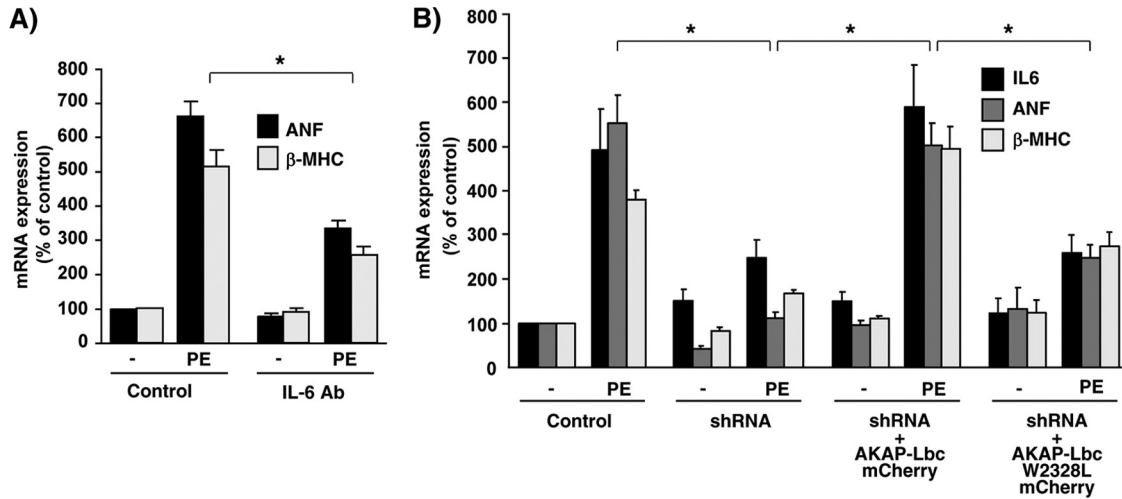 A)
mRNA expression
(% of control)
800
700
600
500
400
300
200
100
0
*
ANF
β-MHC
- PE - PE
Control IL-6 Ab
B)
mRNA expression
(% of control)
800
700
600
500
400
300
200
100
0
* * *
IL6
ANF
β-MHC
- PE - PE - PE - PE
Control
shRNA
shRNA
+
AKAP-Lbc
mCherry
shRNA
+
AKAP-Lbc
W2328L
mCherry